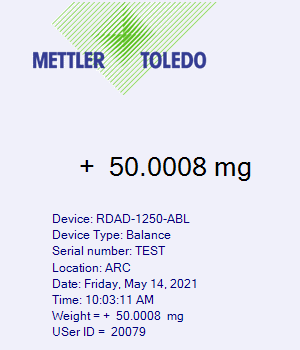 METTLER TOLEDO
+ 50.0008 mg
Device: RDAD-1250-ABL
Device Type: Balance
Serial number: TEST
Location: ARC
Date: Friday, May 14, 2021
Time: 10:03:11 AM
Weight = + 50.0008 mg
USer ID = 20079